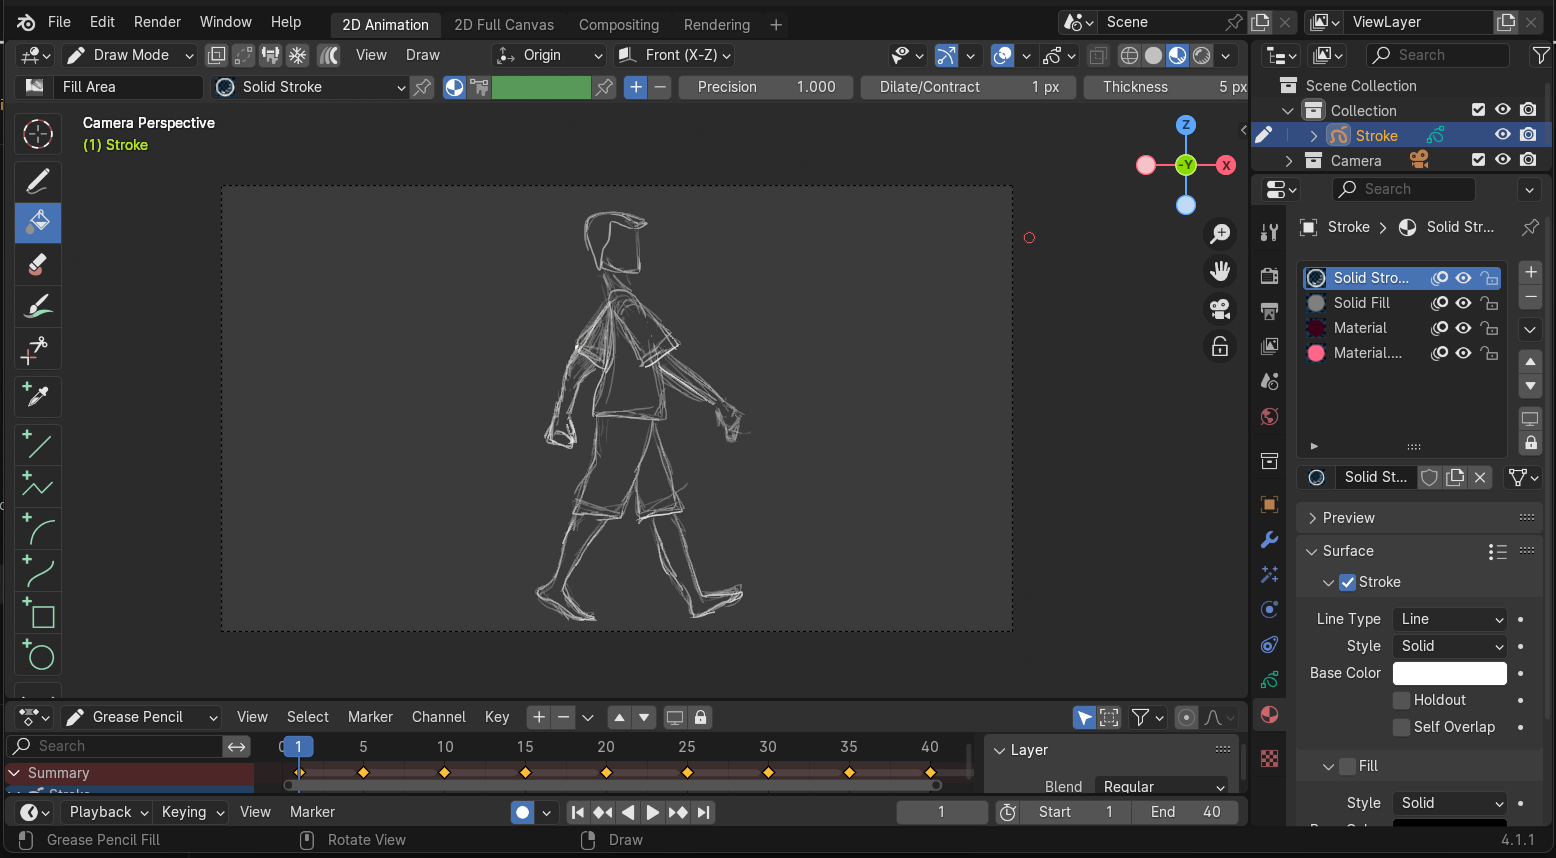 File Edit Render Window Help 2D Animation 2D Full Canvas Compositing Rendering + Scene ViewLayer
Draw Mode View Draw Origin Front (X-Z) Search
Fill Area Solid Stroke Precision 1.000 Dilate/Contract 1 px Thickness 5 px
Scene Collection
Collection
Stroke
Camera
Camera Perspective
(1) Stroke
Z
-Y X
Search
Stroke > Solid Str...
Solid Stro...
Solid Fill
Material
Material....
Solid St...
Preview
Surface
Stroke
Line Type Line
Style Solid
Base Color
Holdout
Self Overlap
Fill
Style Solid
Grease Pencil View Select Marker Channel Key
Search 1 5 10 15 20 25 30 35 40
Layer
Summary
Blend Regular
Stroke
Playback Keying View Marker 1 Start 1 End 40
Grease Pencil Fill Rotate View Draw 4.1.1